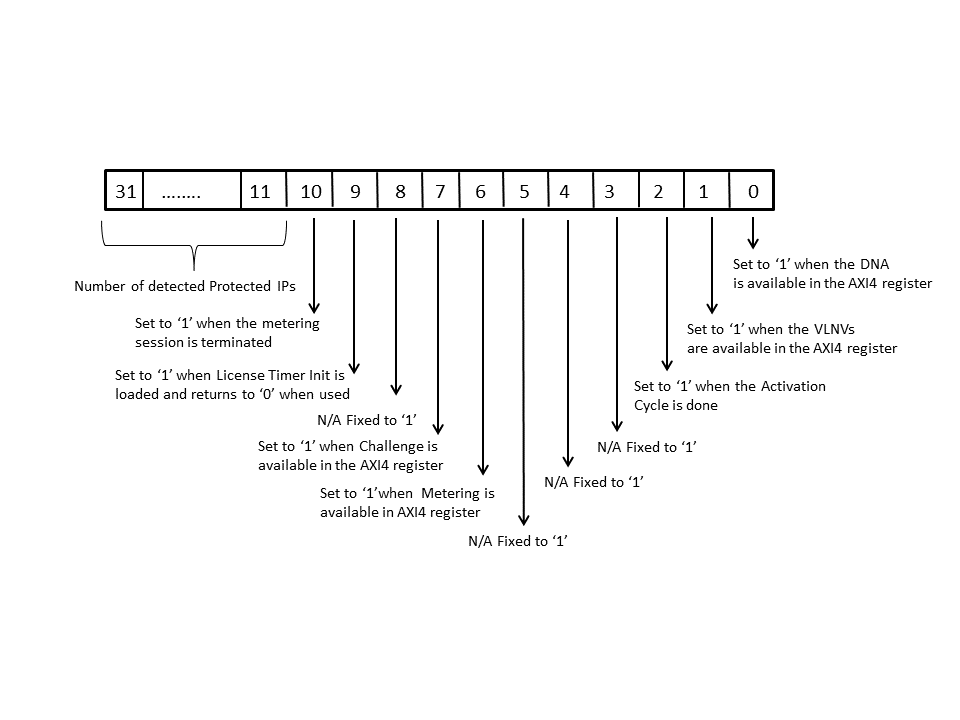 31 ........ 11 10 9 8 7 6 5 4 3 2 1 0
Set to ‘1’ when the DNA
is available in the AXI4 register
Number of detected Protected IPs
Set to ‘1’ when the metering
session is terminated
Set to ‘1’ when the VLNVs
are available in the AXI4 register
Set to ‘1’ when License Timer Init is
loaded and returns to ‘0’ when used
Set to ‘1’ when the Activation
Cycle is done
N/A Fixed to ‘1’
Set to ‘1’ when Challenge is
available in the AXI4 register
N/A Fixed to ‘1’
N/A Fixed to ‘1’
Set to ‘1’when  Metering is
available in AXI4 register
N/A Fixed to ‘1’